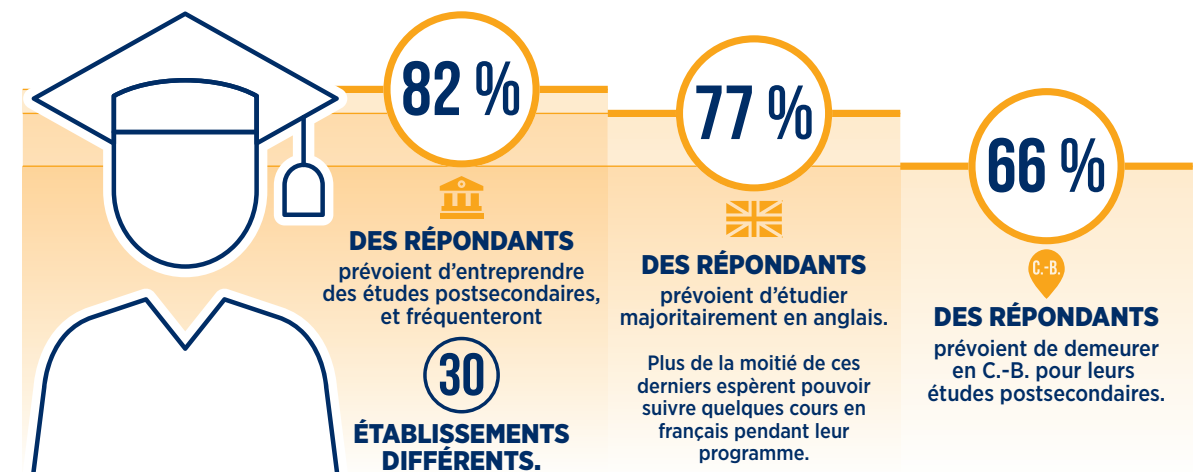 82 %
DES RÉPONDANTS
prévoient d’entreprendre
des études postsecondaires,
et fréquenteront
30
ÉTABLISSEMENTS
DIFFÉRENTS.
77 %
DES RÉPONDANTS
prévoient d’étudier
majoritairement en anglais.
Plus de la moitié de ces
derniers espèrent pouvoir
suivre quelques cours en
français pendant leur
programme.
66 %
C.-B.
DES RÉPONDANTS
prévoient de demeurer
en C.-B. pour leurs
études postsecondaires.